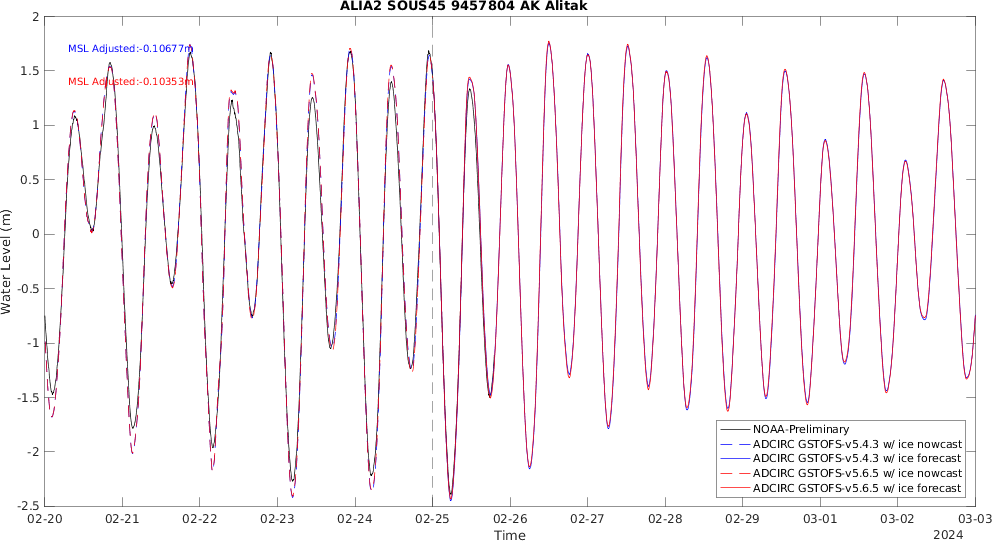 ALIA2 SOUS45 9457804 AK Alitak
MSL Adjusted:-0.10677m
MSL Adjusted:-0.10353m
Water Level (m)
2
1.5
1
0.5
0
-0.5
-1
-1.5
-2
-2.5
NOAA-Preliminary
ADCIRC GSTOFS-v5.4.3 w/ ice nowcast
ADCIRC GSTOFS-v5.4.3 w/ ice forecast
ADCIRC GSTOFS-v5.6.5 w/ ice nowcast
ADCIRC GSTOFS-v5.6.5 w/ ice forecast
02-20 02-21 02-22 02-23 02-24 02-25 02-26 02-27 02-28 02-29 03-01 03-02 03-03
Time
2024